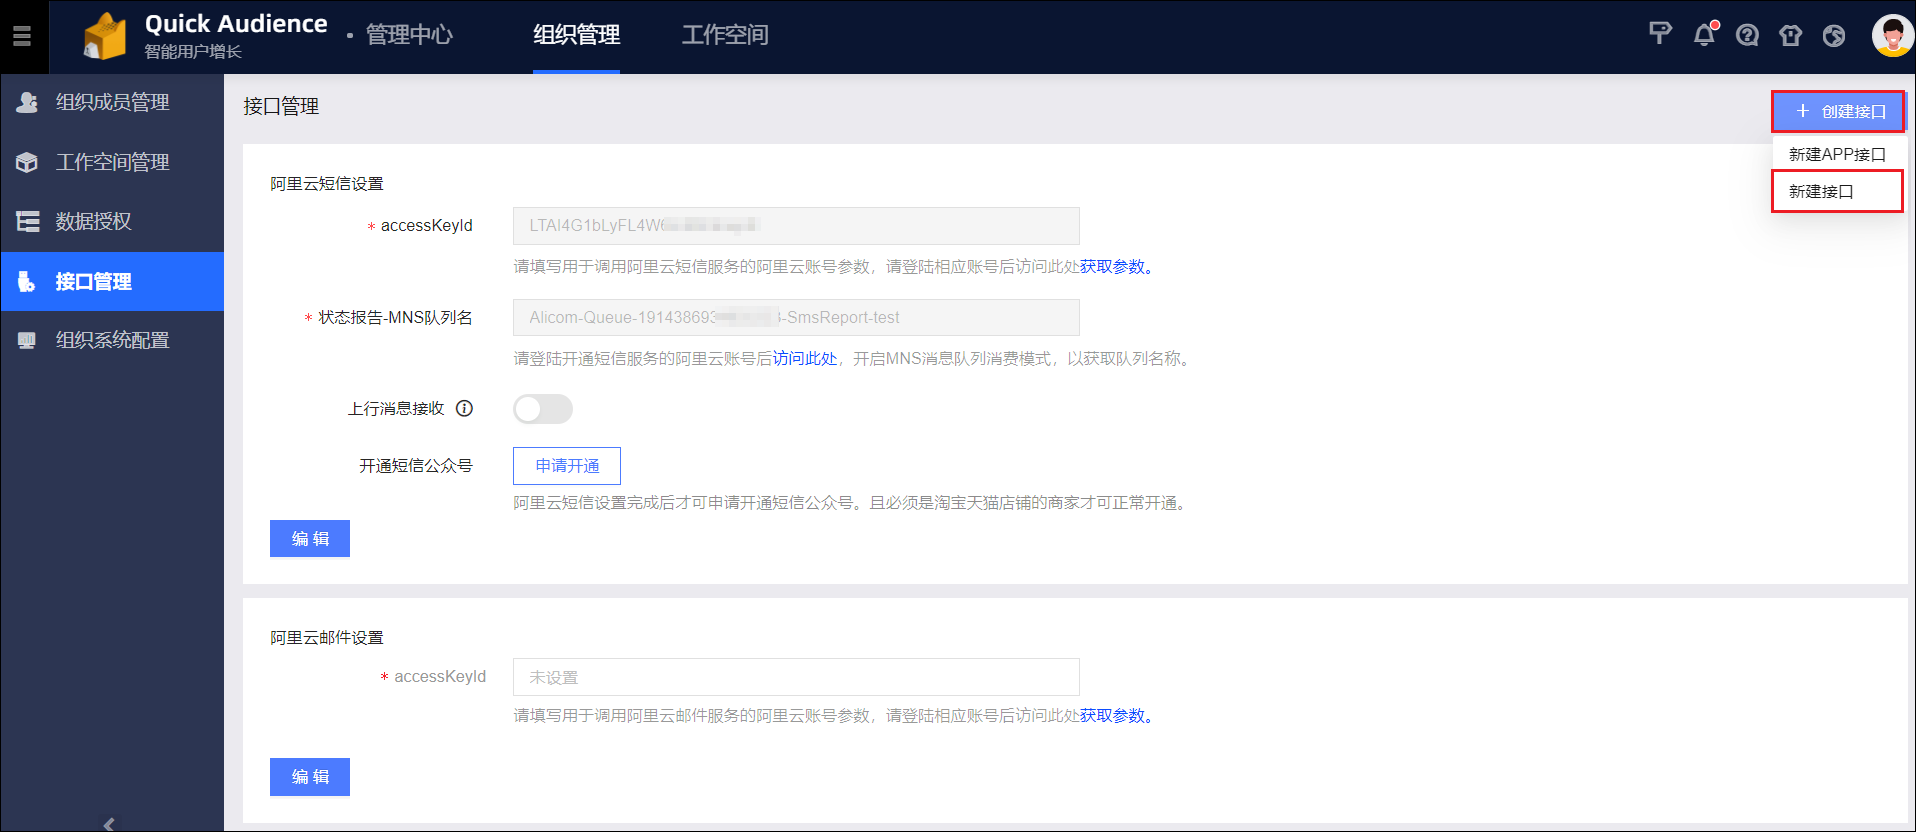 Quick Audience
智能用户增长
管理中心
组织管理
工作空间
组织成员管理
工作空间管理
数据授权
接口管理
组织系统配置
接口管理
+ 创建接口
新建APP接口
新建接口
阿里云短信设置
* accessKeyId
LTAI4G1bLyFL4W
请填写用于调用阿里云短信服务的阿里云账号参数，请登陆相应账号后访问此处获取参数。
* 状态报告-MNS队列名
Alicom-Queue-19143869 -SmsReport-test
请登陆开通短信服务的阿里云账号后访问此处，开启MNS消息队列消费模式，以获取队列名称。
上行消息接收
开通短信公众号
申请开通
阿里云短信设置完成后才可申请开通短信公众号。且必须是淘宝天猫店铺的商家才可正常开通。
编 辑
阿里云邮件设置
* accessKeyId
未设置
请填写用于调用阿里云邮件服务的阿里云账号参数，请登陆相应账号后访问此处获取参数。
编 辑